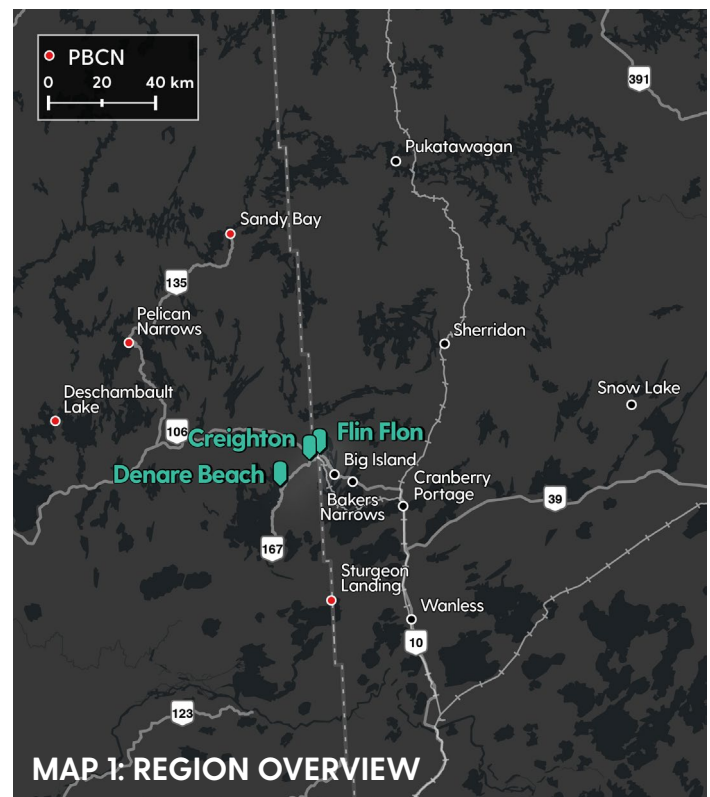 PBCN
0 20 40 km
391
Pukatawagan
Sandy Bay
135
Pelican
Narrows
Sherridon
Deschambault
Lake
Snow Lake
106
Creighton
Flin Flon
Big Island
Denare Beach
Cranberry
Portage
Bakers
Narrows
39
167
Sturgeon
Landing
Wanless
10
123
MAP 1: REGION OVERVIEW